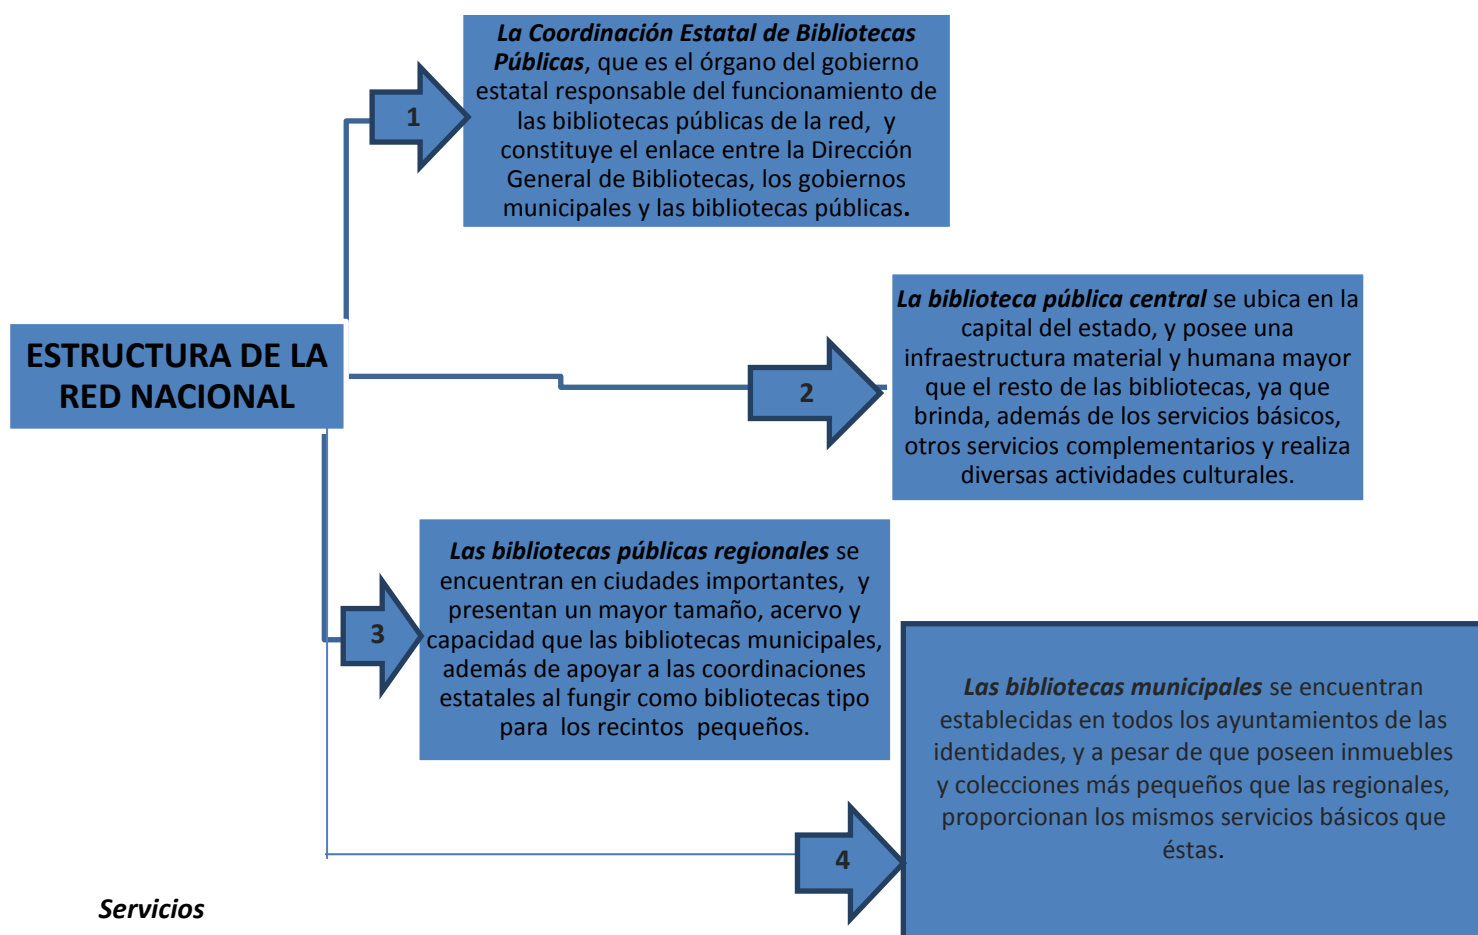 La Coordinación Estatal de Bibliotecas
Públicas, que es el órgano del gobierno
estatal responsable del funcionamiento de
las bibliotecas públicas de la red, y
constituye el enlace entre la Dirección
General de Bibliotecas, los gobiernos
municipales y las bibliotecas públicas.
1
La biblioteca pública central se ubica en la
capital del estado, y posee una
infraestructura material y humana mayor
que el resto de las bibliotecas, ya que
brinda, además de los servicios básicos,
otros servicios complementarios y realiza
diversas actividades culturales.
ESTRUCTURA DE LA
RED NACIONAL
2
Las bibliotecas públicas regionales se
encuentran en ciudades importantes, y
presentan un mayor tamaño, acervo y
capacidad que las bibliotecas municipales,
además de apoyar a las coordinaciones
estatales al fungir como bibliotecas tipo
para los recintos pequeños.
3
Las bibliotecas municipales se encuentran
establecidas en todos los ayuntamientos de las
identidades, y a pesar de que poseen inmuebles
y colecciones más pequeños que las regionales,
proporcionan los mismos servicios básicos que
éstas.
4
Servicios